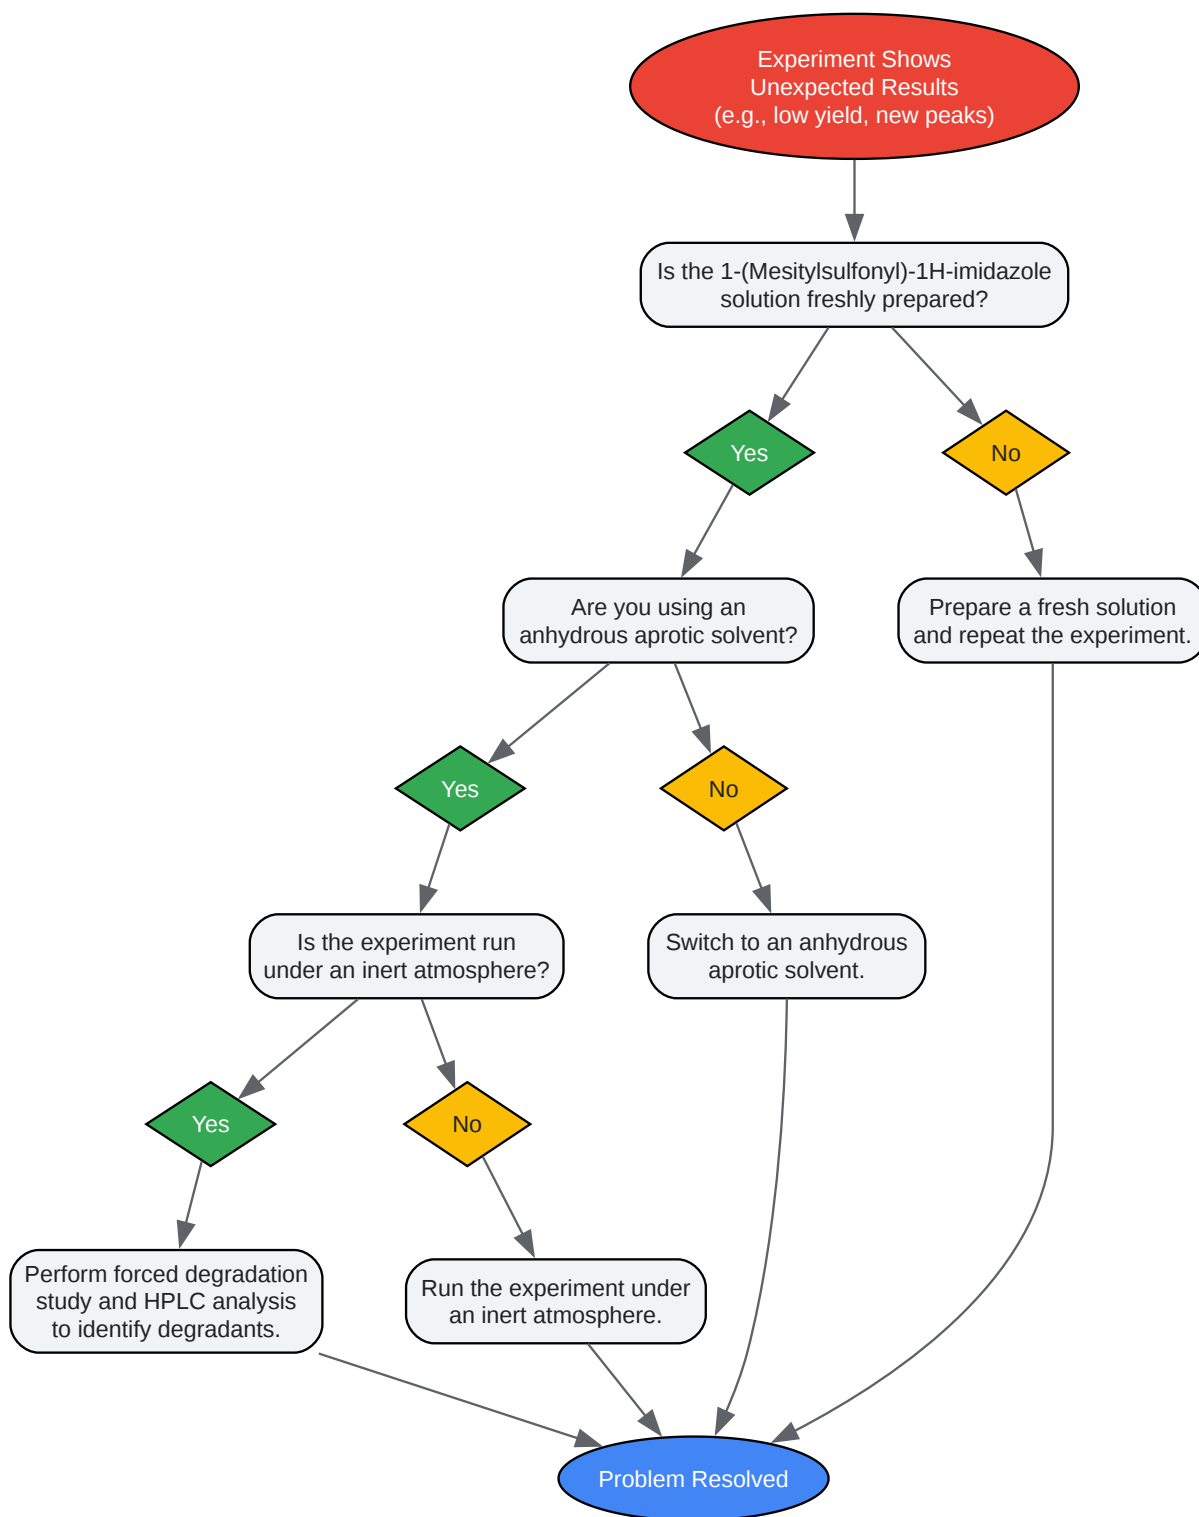 Experiment Shows
Unexpected Results
(e.g., low yield, new peaks)
Is the 1-(Mesitylsulfonyl)-1H-imidazole
solution freshly prepared?
Yes
No
Are you using an
anhydrous aprotic solvent?
Prepare a fresh solution
and repeat the experiment.
Yes
No
Is the experiment run
under an inert atmosphere?
Switch to an anhydrous
aprotic solvent.
Yes
No
Perform forced degradation
study and HPLC analysis
to identify degradants.
Run the experiment under
an inert atmosphere.
Problem Resolved